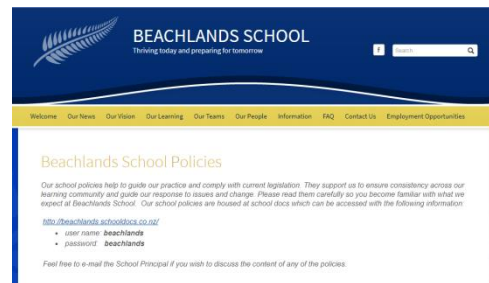 BEACHLANDS SCHOOL
Thriving today and preparing for tomorrow
f
Search
Welcome Our News Our Vision Our Learning Our Teams Our People Information FAQ Contact Us Employment Opportunities
Beachlands School Policies
Our school policies help to guide our practice and comply with current legislation. They support us to ensure consistency across our
learning community and guide our response to issues and change. Please read them carefully so you become familiar with what we
expect at Beachlands School. Our school policies are housed at school docs which can be accessed with the following information:
http://beachlands.schooldocs.co.nz/
• user name: beachlands
• password: beachlands
Feel free to e-mail the School Principal if you wish to discuss the content of any of the policies.